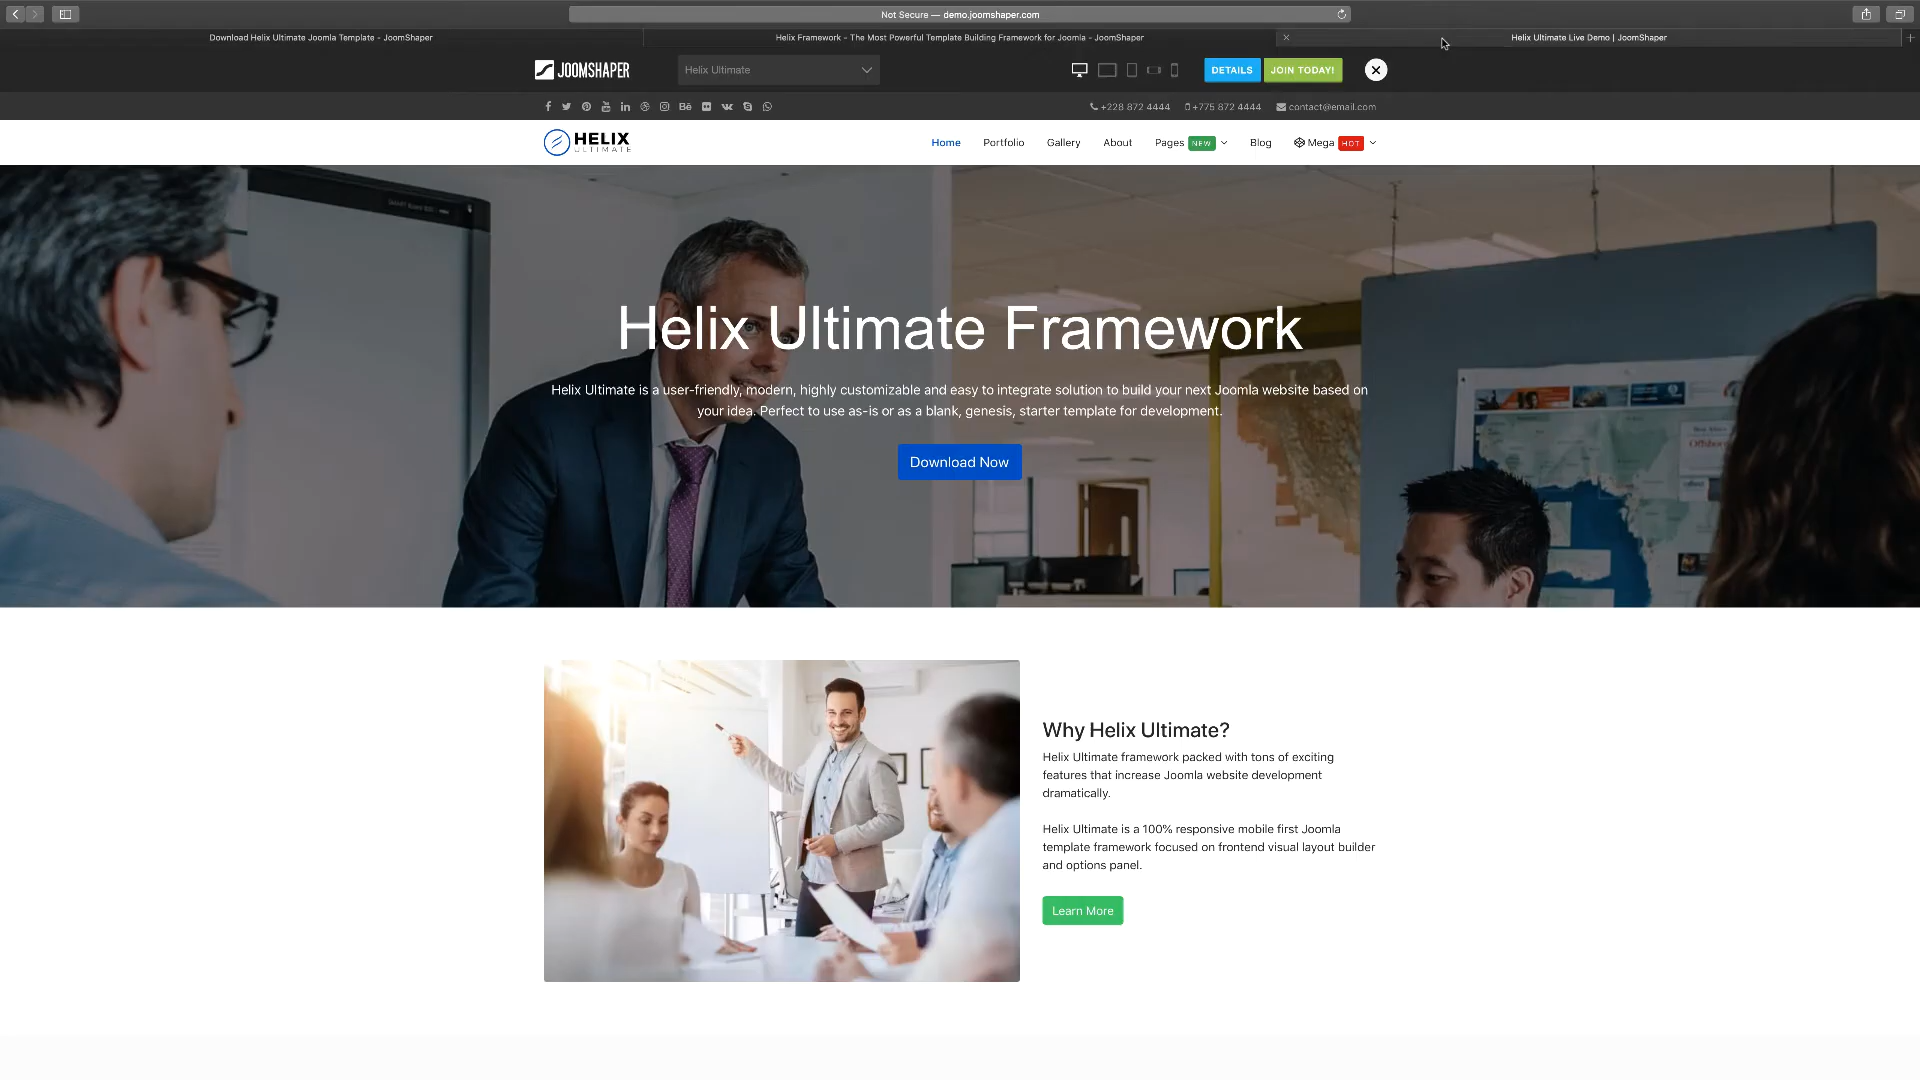 Not Secure — demo.joomshaper.com
Download Helix Ultimate Joomla Template - JoomShaper
Helix Framework - The Most Powerful Template Building Framework for Joomla - JoomShaper
Helix Ultimate Live Demo | JoomShaper
JOOMSHAPER
Helix Ultimate
DETAILS
JOIN TODAY!
+228 872 4444
+775 872 4444
contact@email.com
HELIX
ULTIMATE
Home
Portfolio
Gallery
About
Pages NEW
Blog
Mega HOT
Helix Ultimate Framework
Helix Ultimate is a user-friendly, modern, highly customizable and easy to integrate solution to build your next Joomla website based on
your idea. Perfect to use as-is or as a blank, genesis, starter template for development.
Download Now
Why Helix Ultimate?
Helix Ultimate framework packed with tons of exciting
features that increase Joomla website development
dramatically.
Helix Ultimate is a 100% responsive mobile first Joomla
template framework focused on frontend visual layout builder
and options panel.
Learn More